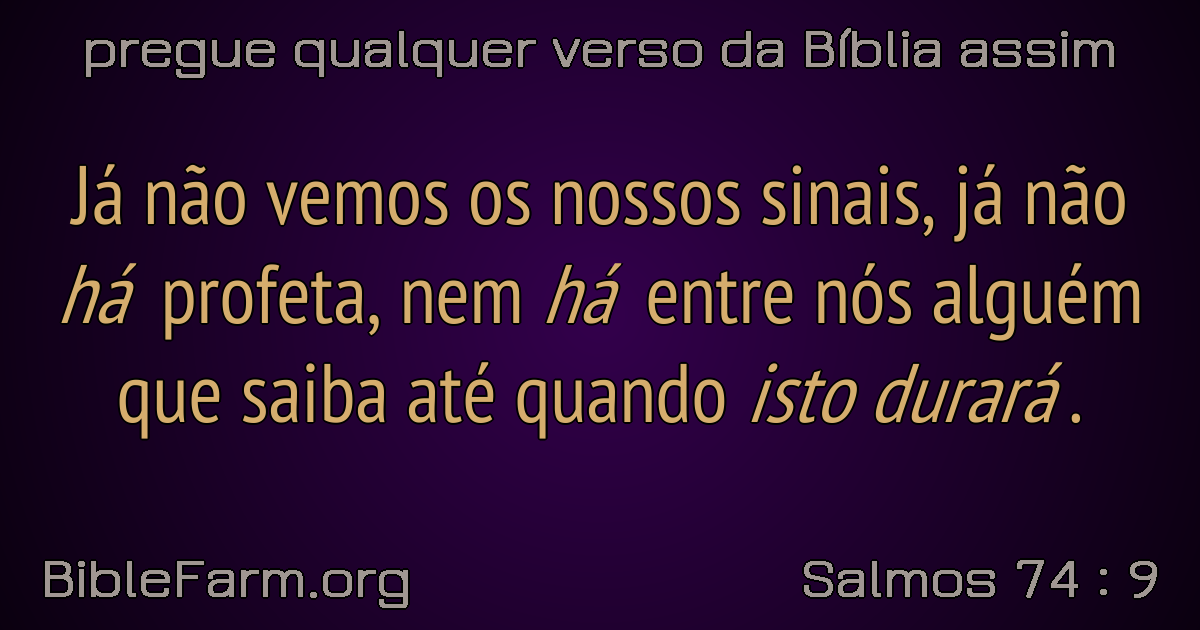 pregue qualquer verso da Bíblia assim
Já não vemos os nossos sinais, já não
há profeta, nem há entre nós alguém
que saiba até quando isto durará .
BibleFarm.org
Salmos 74 : 9